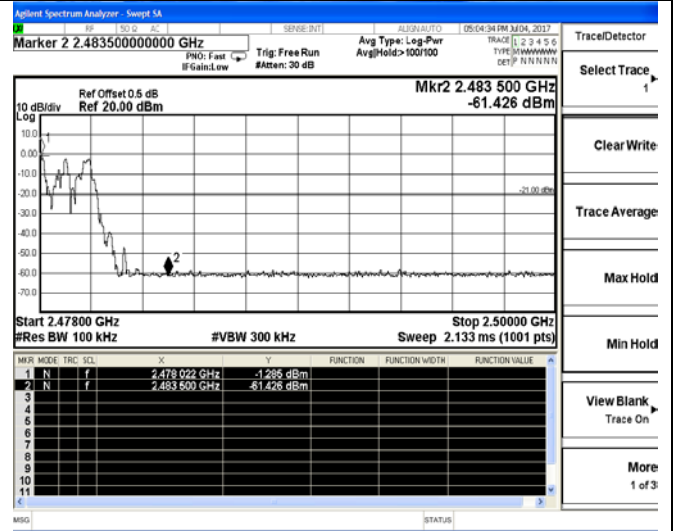 Agilent Spectrum Analyzer - Swept SA
RF 50 Ω AC SENSE:INT ALIGN AUTO 05:04:34 PM Jul 04, 2017
Marker 2 2.483500000000 GHz
PNO: Fast
IFGain:Low
Trig: Free Run
#Atten: 30 dB
Avg Type: Log-Pwr
Avg|Hold:>100/100
TRACE 1 2 3 4 5 6
TYPE MWWWWW
DET P N N N N N
Trace/Detector
Select Trace
1
Clear Write
Trace Average
Max Hold
Min Hold
View Blank
Trace On
More
1 of 3
Ref Offset 0.5 dB
10 dB/div Ref 20.00 dBm
Log
Mkr2 2.483 500 GHz
-61.426 dBm
10.0
0.00
-10.0
-20.0
-30.0
-40.0
-50.0
-60.0
-70.0
1
2
-21.00 dBm
Start 2.47800 GHz Stop 2.50000 GHz
#Res BW 100 kHz #VBW 300 kHz Sweep 2.133 ms (1001 pts)
MKR MODE TRC SCL X Y FUNCTION FUNCTION WIDTH FUNCTION VALUE
1 N f 2.478 022 GHz -1.285 dBm
2 N f 2.483 500 GHz -61.426 dBm
3
4
5
6
7
8
9
10
11
MSG STATUS